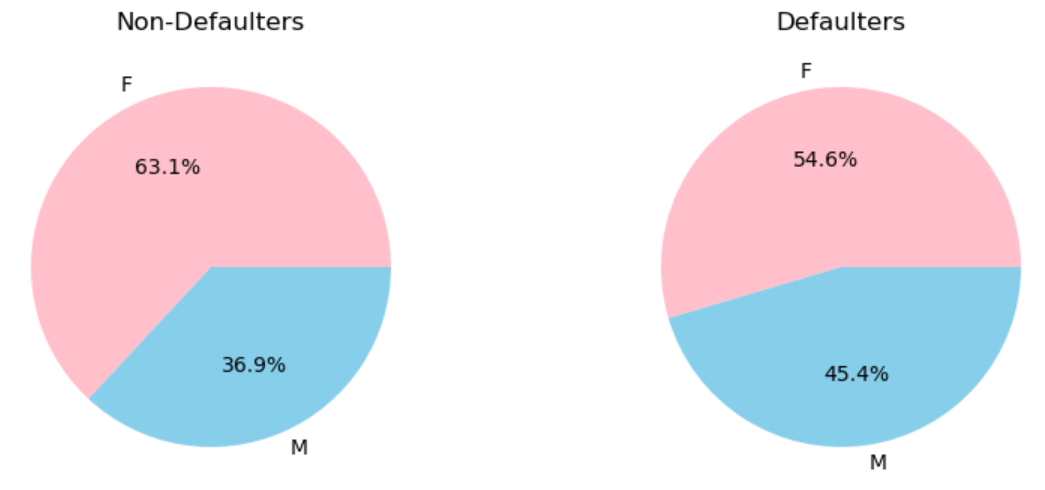 Non-Defaulters
F
63.1%
36.9%
M
Defaulters
F
54.6%
45.4%
M